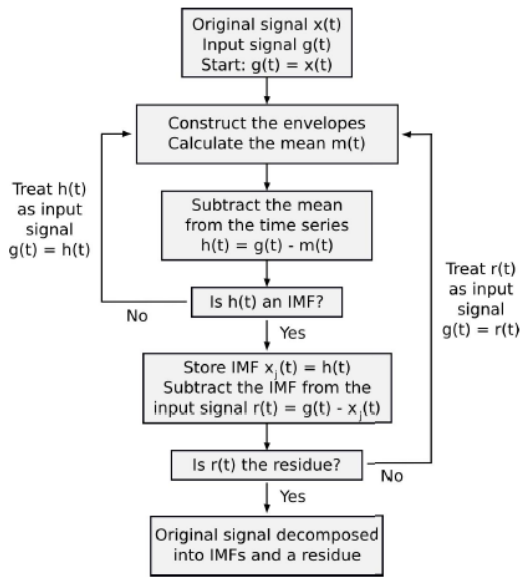 Original signal x(t)
Input signal g(t)
Start: g(t) = x(t)
Construct the envelopes
Calculate the mean m(t)
Treat h(t)
as input
signal
g(t) = h(t)
Subtract the mean
from the time series
h(t) = g(t) - m(t)
Treat r(t)
as input
signal
g(t) = r(t)
Is h(t) an IMF?
No
Yes
Store IMF xⱼ(t) = h(t)
Subtract the IMF from the
input signal r(t) = g(t) - xⱼ(t)
Is r(t) the residue?
No
Yes
Original signal decomposed
into IMFs and a residue